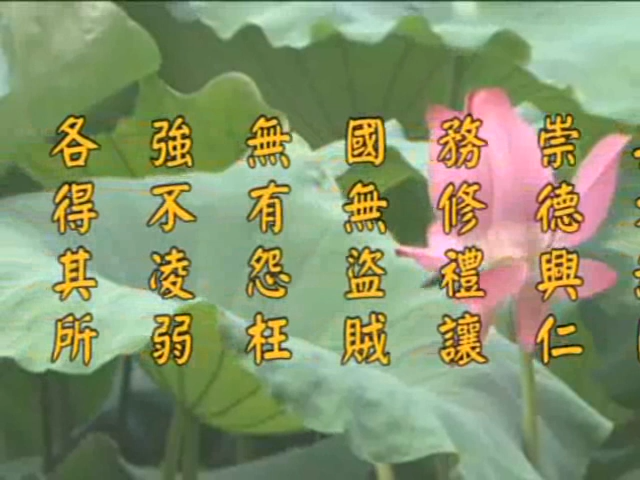 崇德興仁
務修禮讓
國無盜賊
無有怨枉
強不凌弱
各得其所